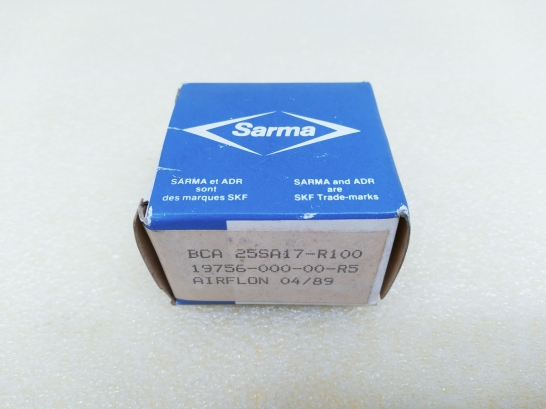 Sarma
SARMA et ADR
sont
des marques SKF
SARMA and ADR
are
SKF Trade-marks
BCA 25SA17-R100
19756-000-00-R5
AIRFLON 04/89